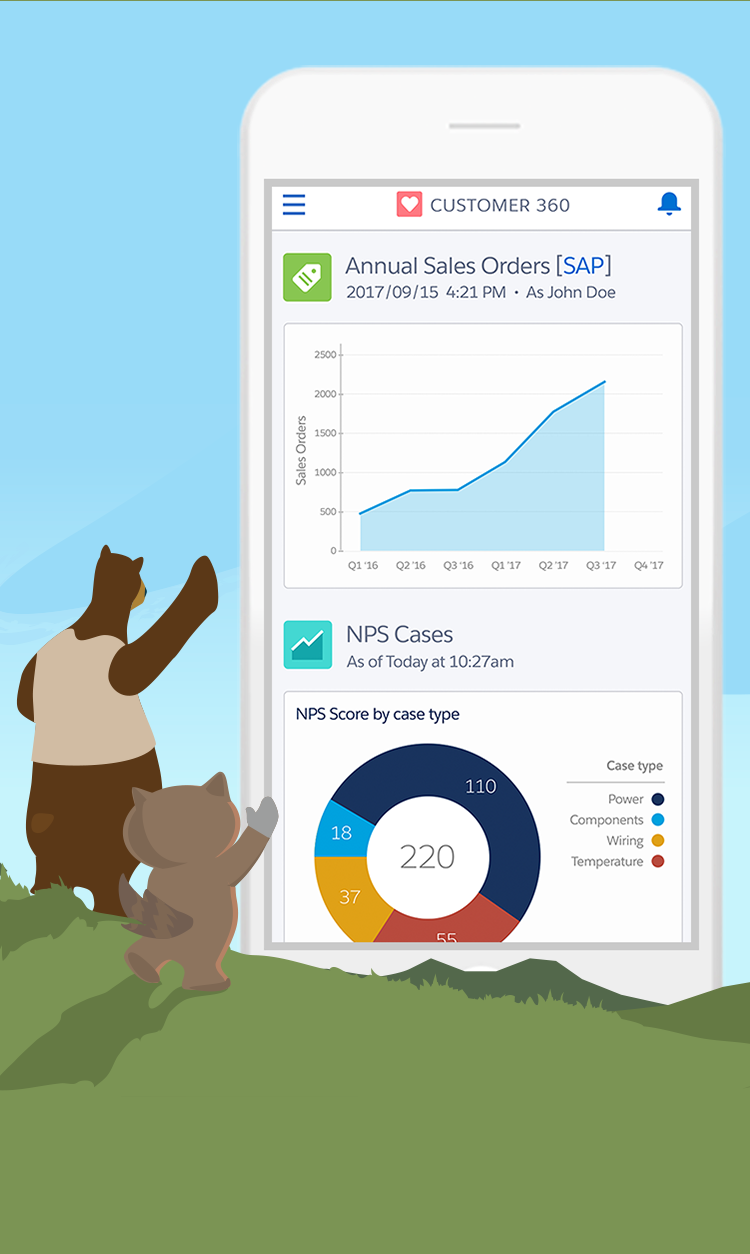 CUSTOMER 360
Annual Sales Orders [SAP]
2017/09/15 4:21 PM • As John Doe
2500
2000
1500
1000
500
0
Sales Orders
Q1 '16 Q2 '16 Q3 '16 Q1 '17 Q2 '17 Q3 '17 Q4 '17
NPS Cases
As of Today at 10:27am
NPS Score by case type
Case type
Power
Components
Wiring
Temperature
110
18
220
37
55